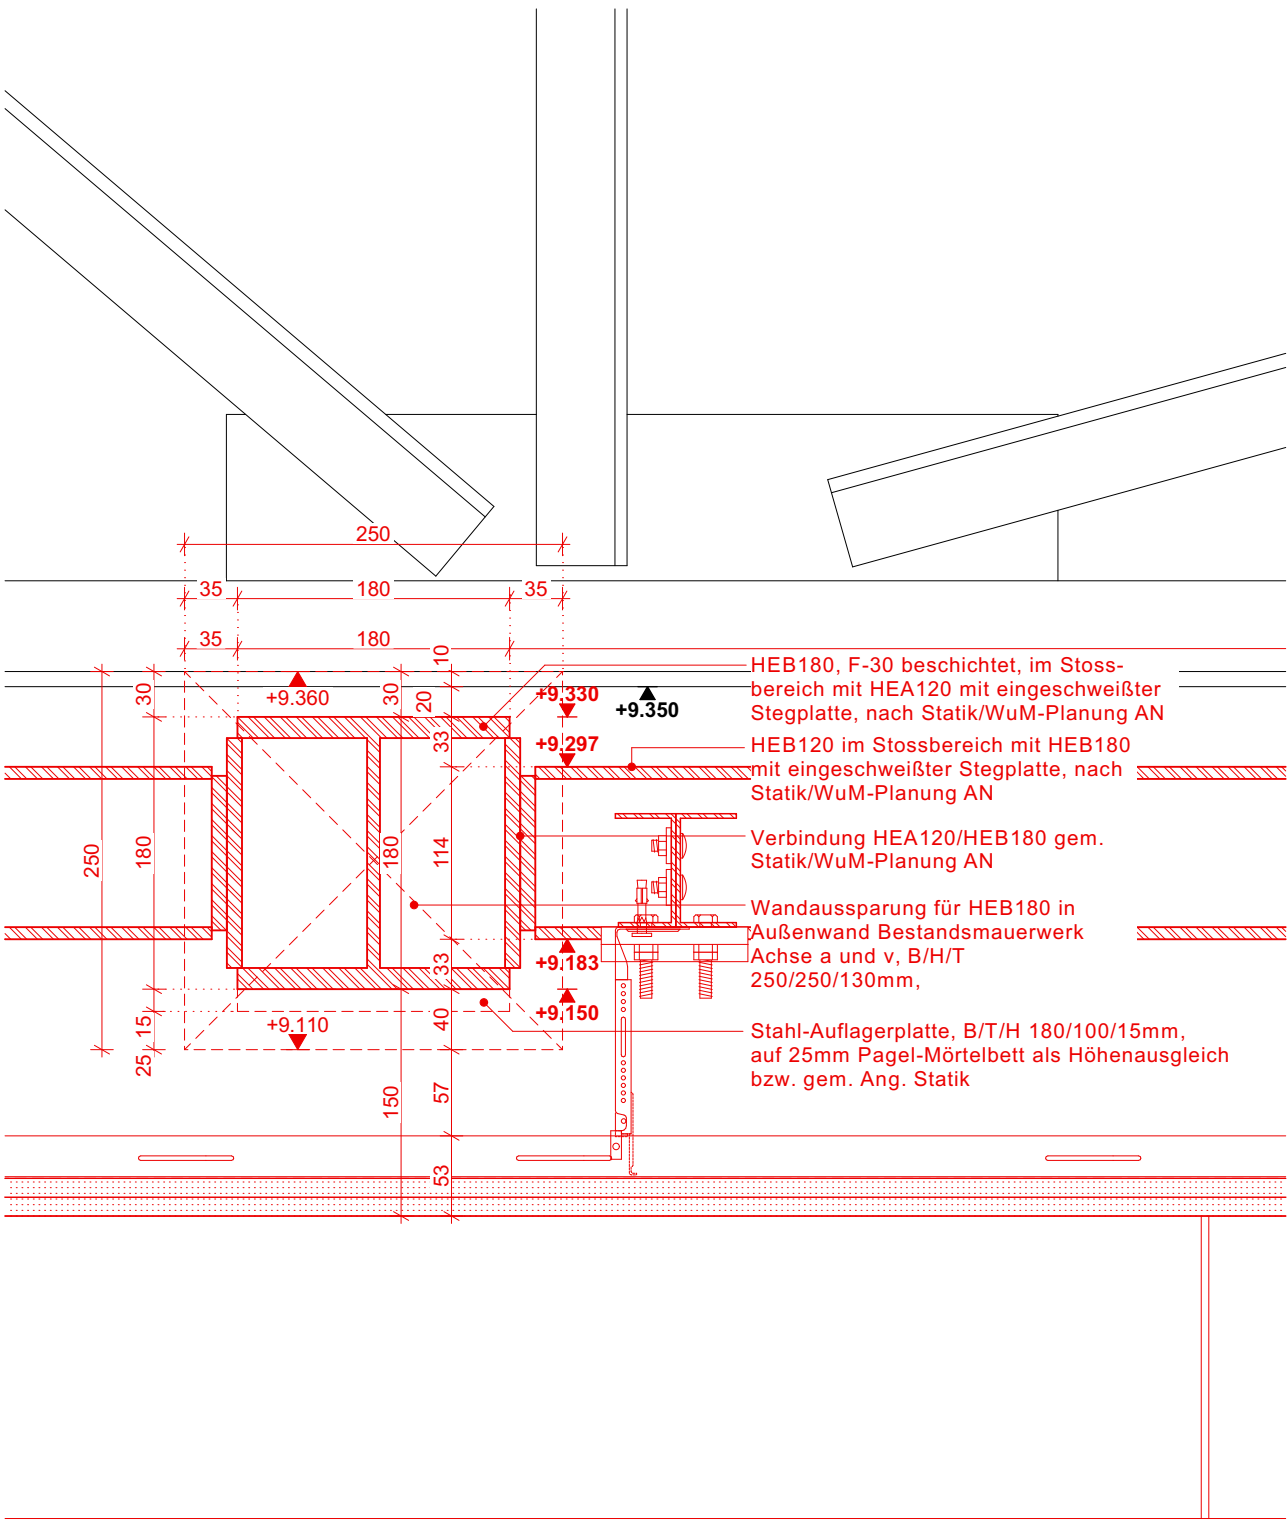 250
35
180
35
35
180
10
30
+9.360
30
20
+9.330
+9.350
33
+9.297
250
180
180
114
33
+9.183
+9.150
15
25
+9.110
40
150
57
53
HEB180, F-30 beschichtet, im Stoss-
bereich mit HEA120 mit eingeschweißter
Stegplatte, nach Statik/WuM-Planung AN
HEB120 im Stossbereich mit HEB180
mit eingeschweißter Stegplatte, nach
Statik/WuM-Planung AN
Verbindung HEA120/HEB180 gem.
Statik/WuM-Planung AN
Wandaussparung für HEB180 in
Außenwand Bestandsmauerwerk
Achse a und v, B/H/T
250/250/130mm,
Stahl-Auflagerplatte, B/T/H 180/100/15mm,
auf 25mm Pagel-Mörtelbett als Höhenausgleich
bzw. gem. Ang. Statik